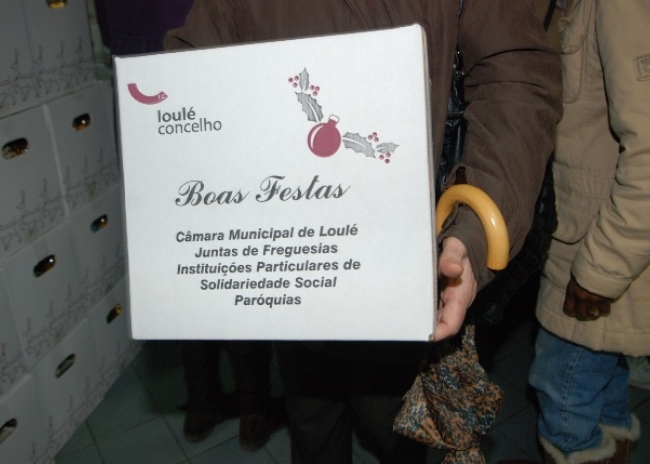 loulé
concelho
Boas Festas
Câmara Municipal de Loulé
Juntas de Freguesias
Instituições Particulares de
Solidariedade Social
Paróquias